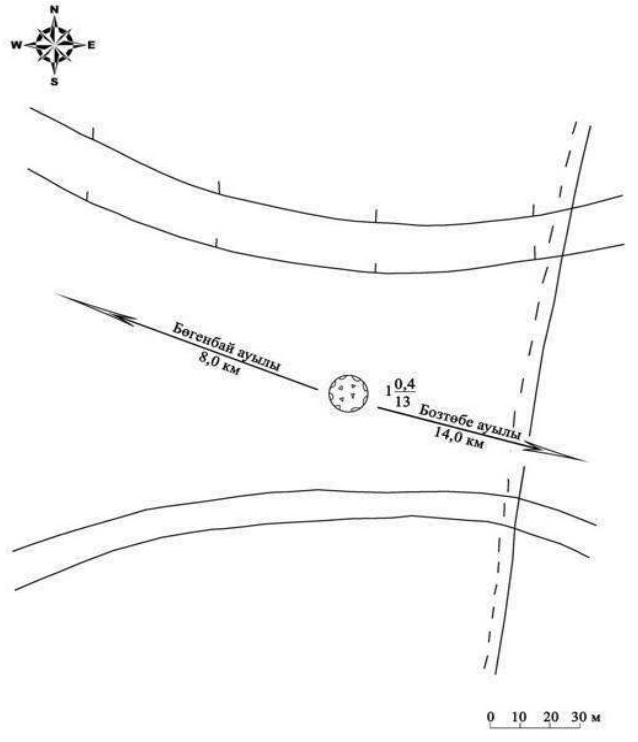 N
W E
S
Бөгенбай ауылы
8,0 км
1 0,4
13
Бозтөбе ауылы
14,0 км
0 10 20 30 м